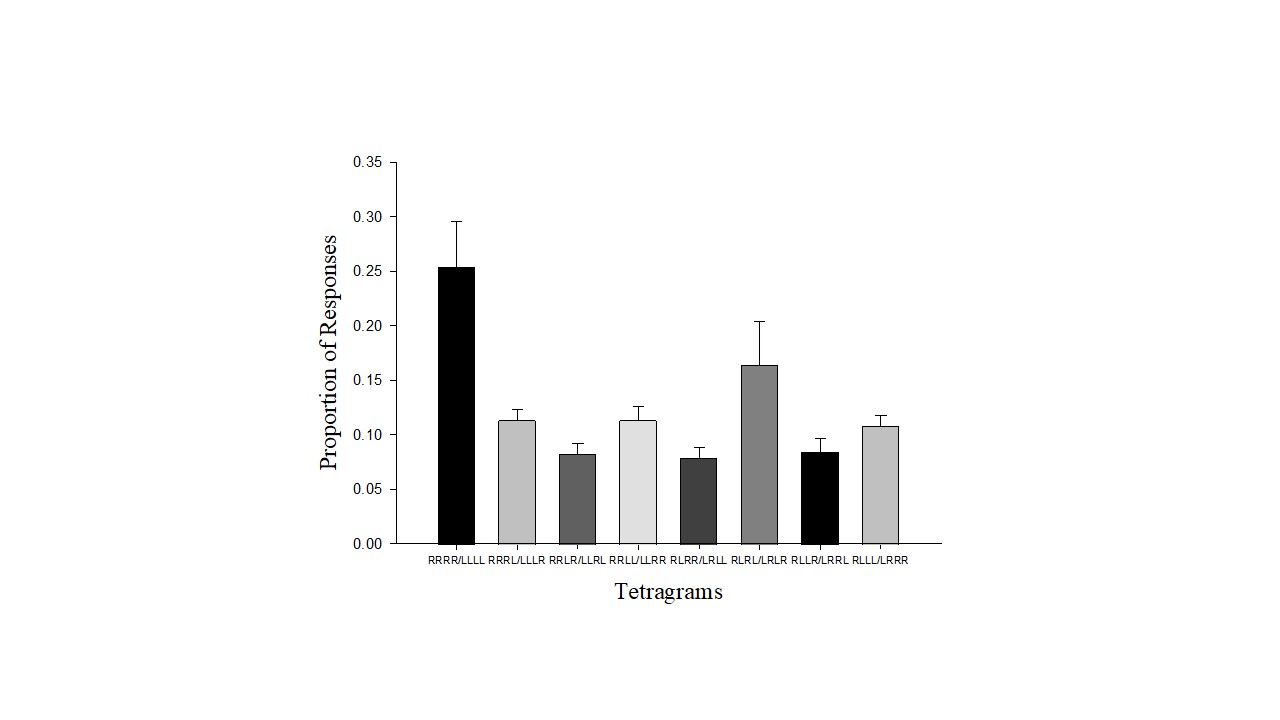 Proportion of Responses
0.35
0.30
0.25
0.20
0.15
0.10
0.05
0.00
RRRR/LLLL RRRL/LLLR RRLR/LLRL RRLL/LLRR RLRR/LRLL RLRL/LRLR RLLR/LRRL RLLL/LRRR
Tetragrams